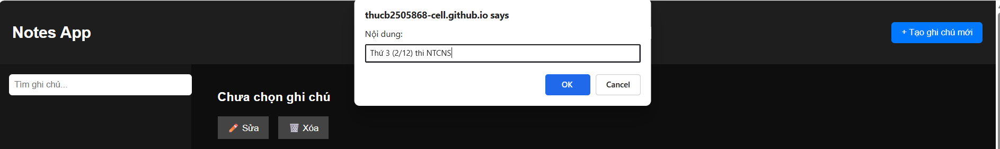 thucb2505868-cell.github.io says
Notes App
Nội dung:
+ Tạo ghi chú mới
Thứ 3 (2/12) thi NTCNS
OK
Cancel
Tìm ghi chú...
Chưa chọn ghi chú
Sửa
Xóa